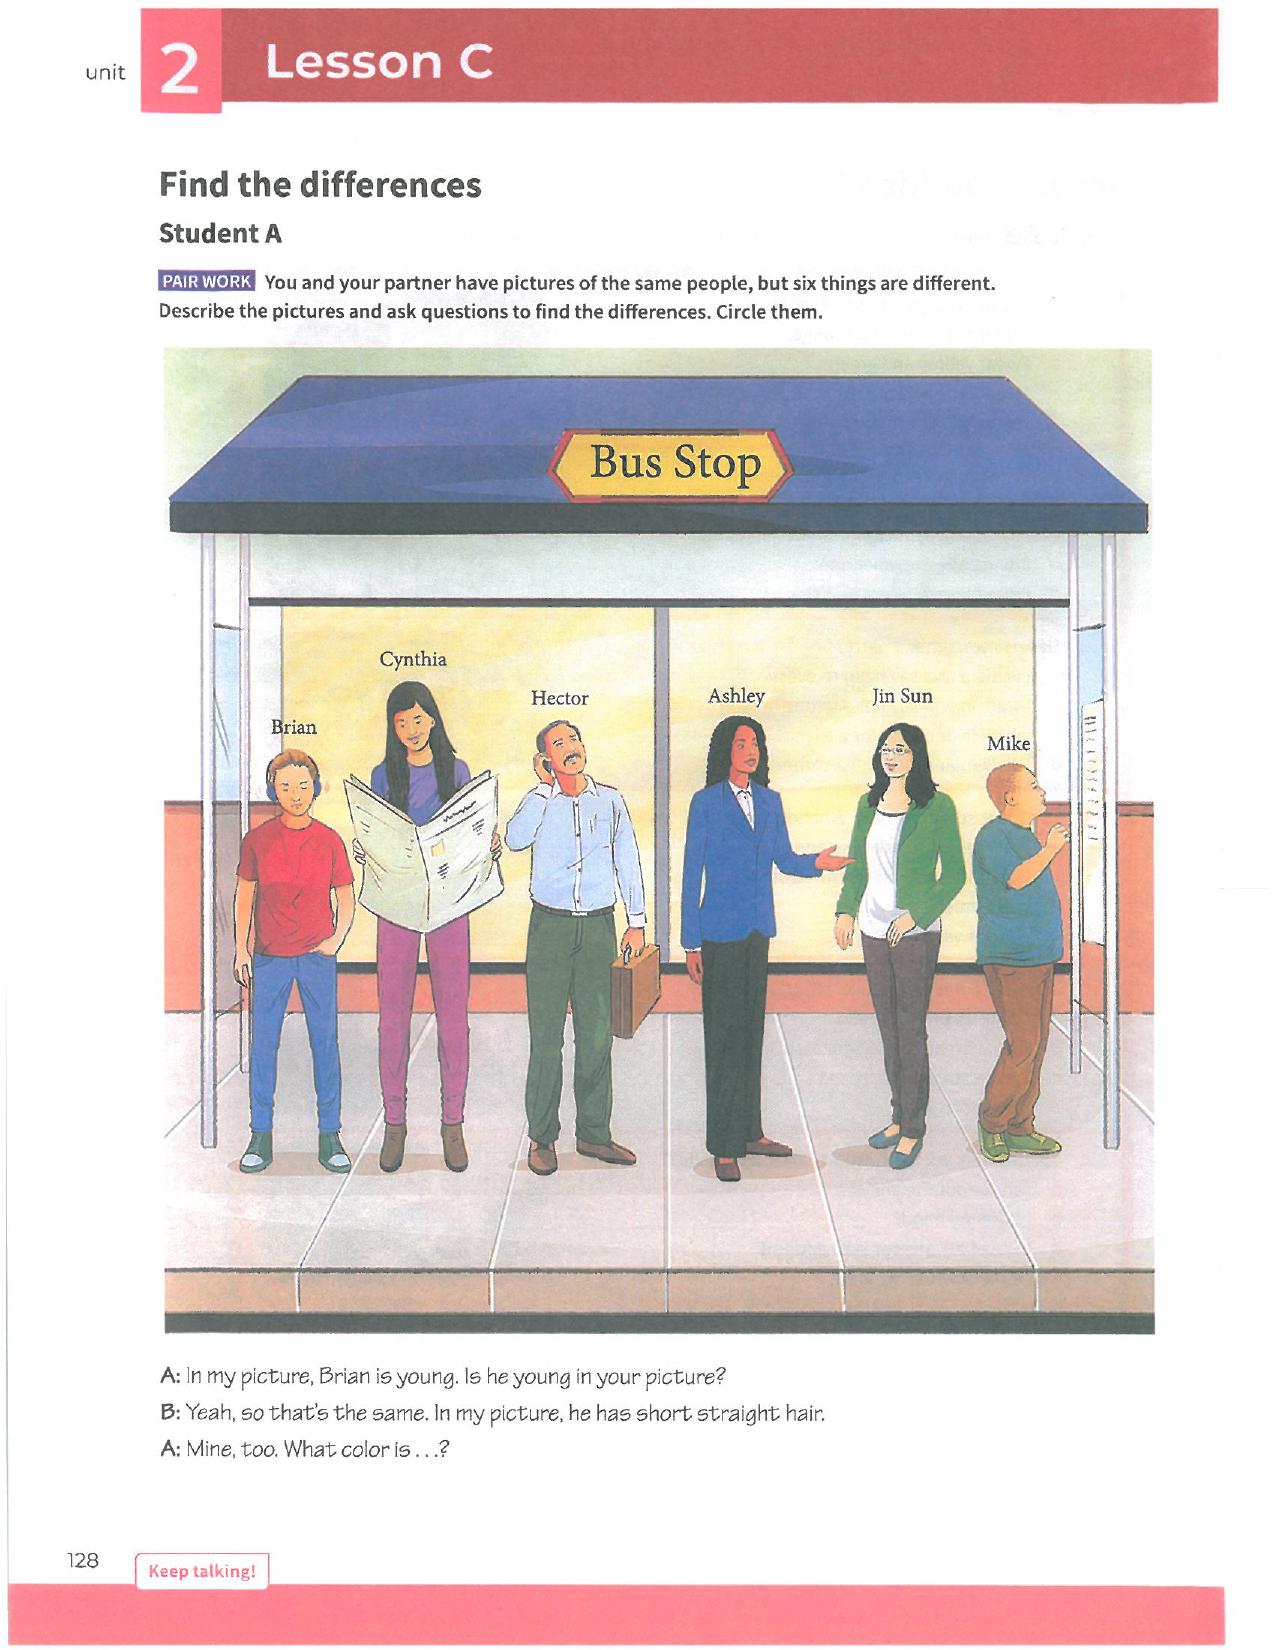 unit 2 Lesson C
Find the differences
Student A
PAIR WORK You and your partner have pictures of the same people, but six things are different.
Describe the pictures and ask questions to find the differences. Circle them.
Bus Stop
Cynthia
Hector
Ashley
Jin Sun
Brian
Mike
A: In my picture, Brian is young. Is he young in your picture?
B: Yeah, so that's the same. In my picture, he has short straight hair.
A: Mine, too. What color is . . .?
128
Keep talking!